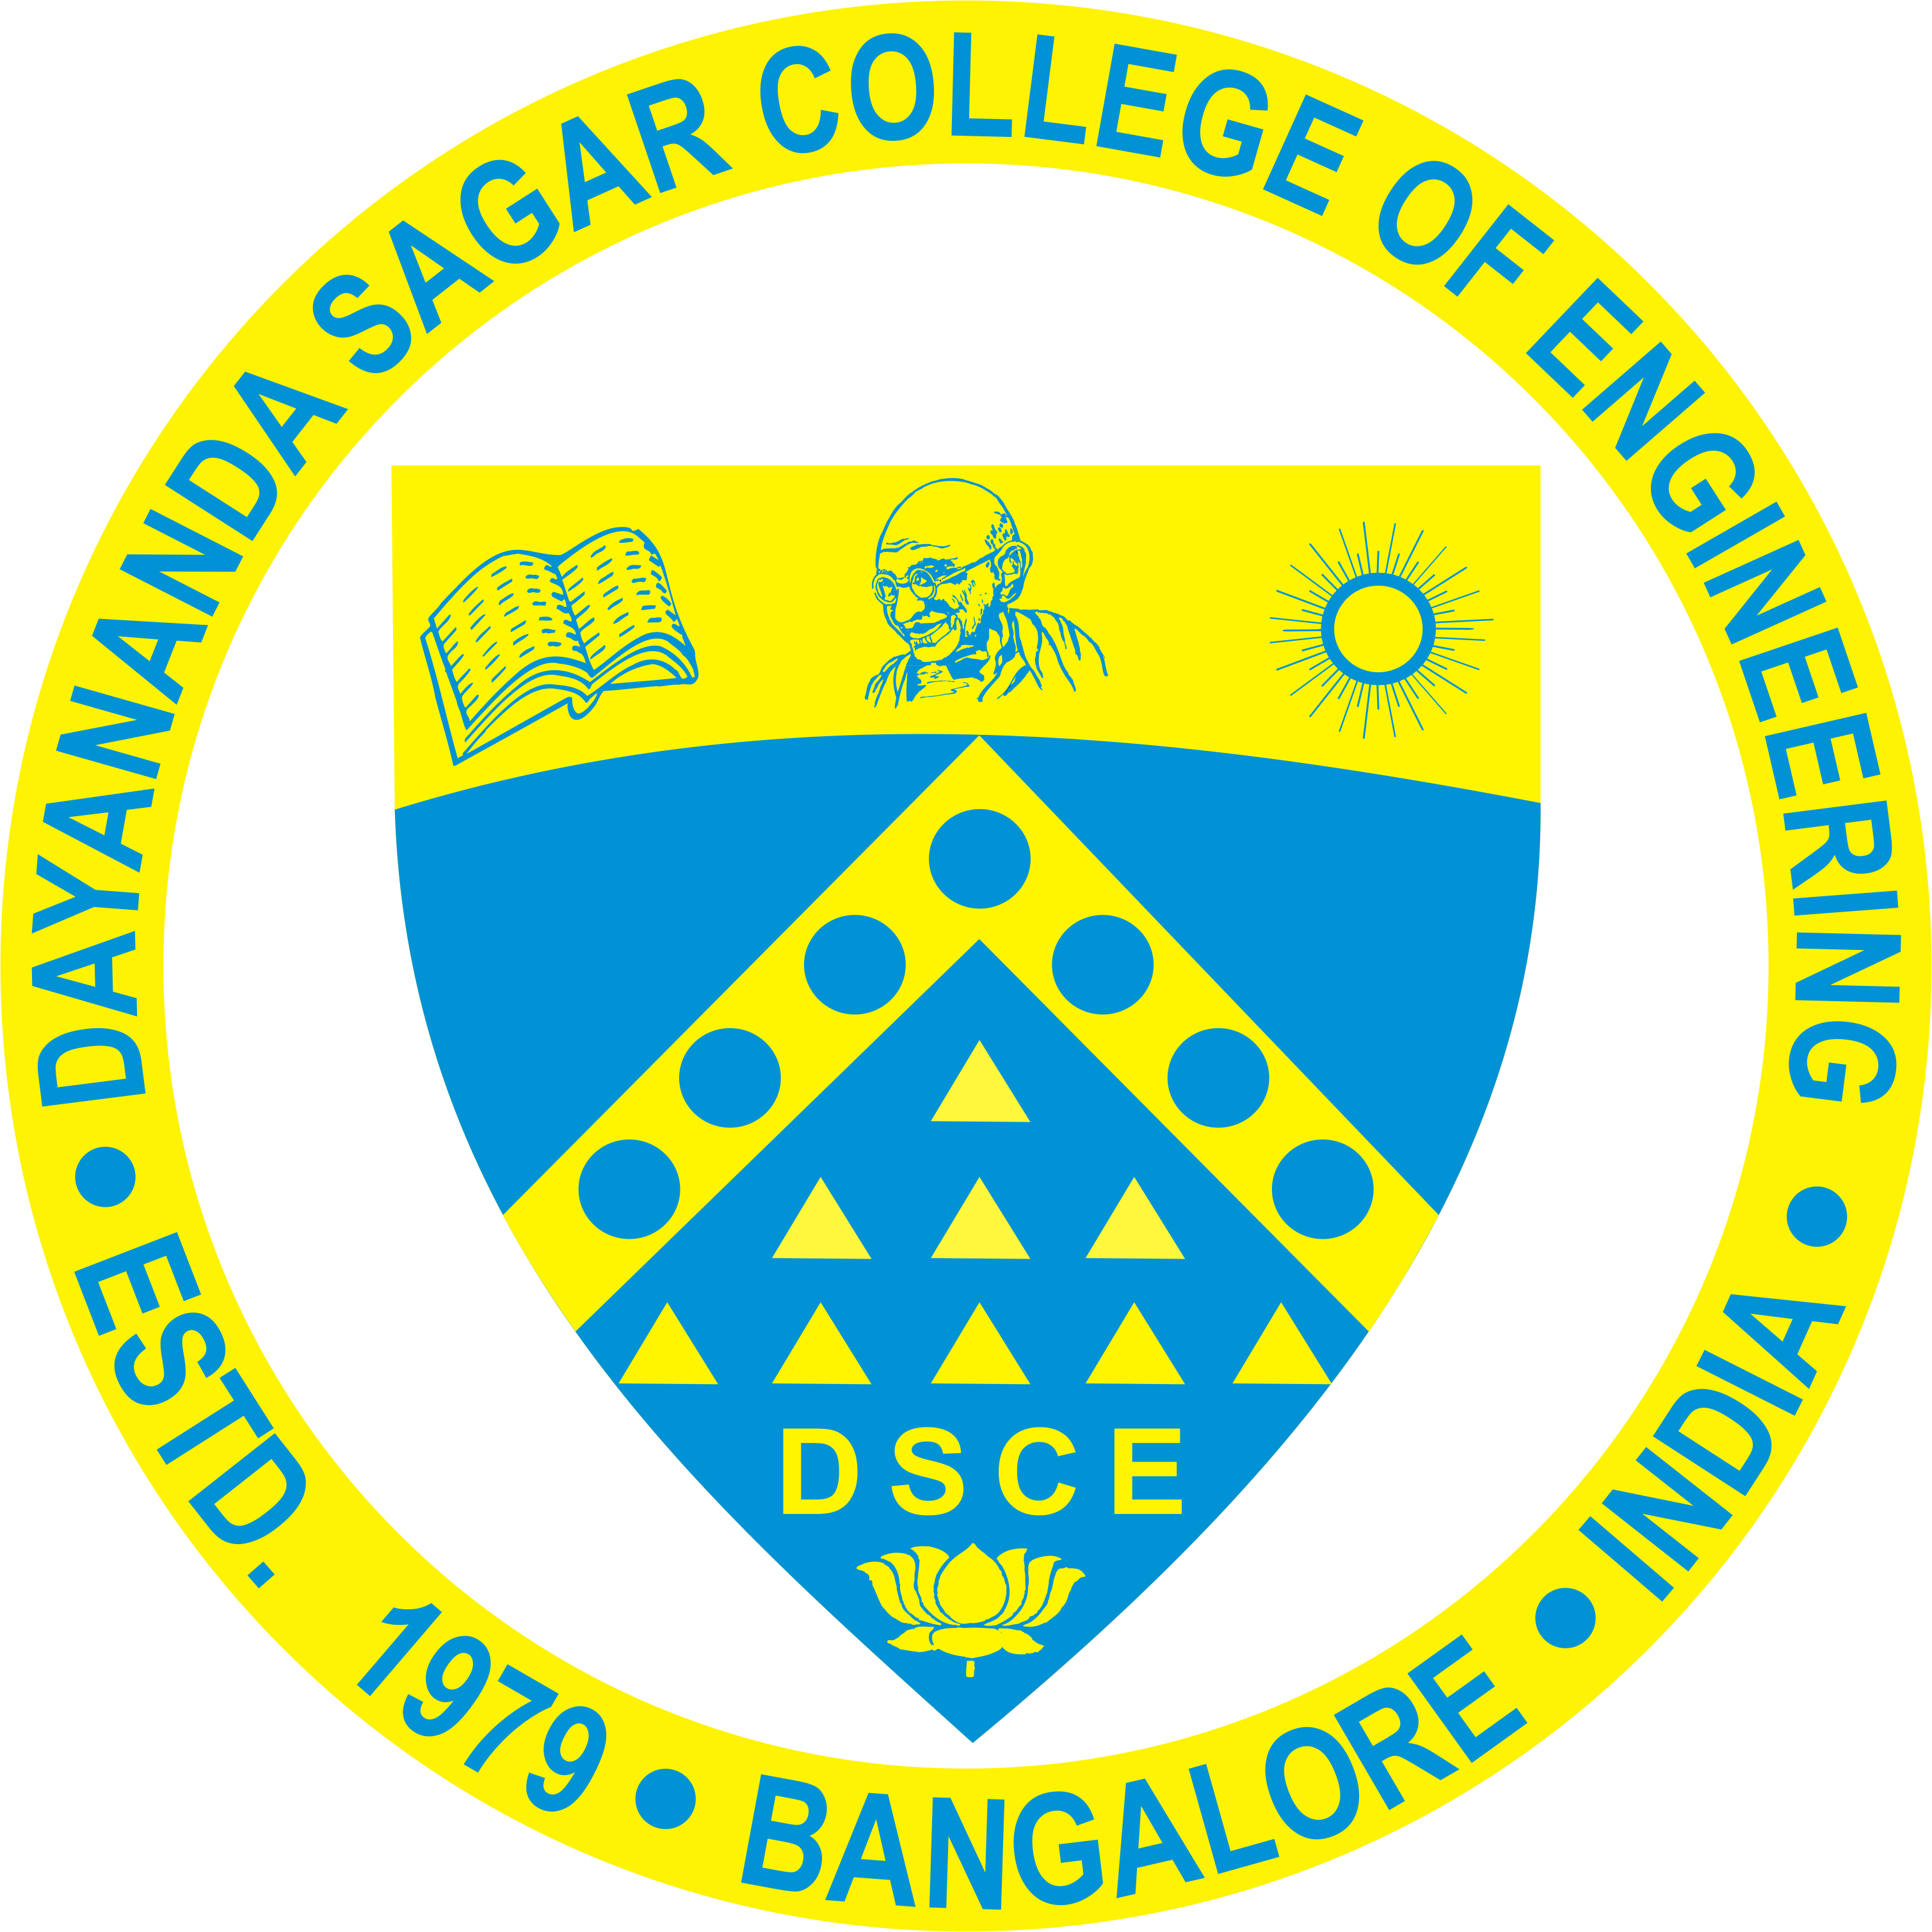 DAYANANDA SAGAR COLLEGE OF ENGINEERING
ESTD. 1979 • BANGALORE • INDIA
DSCE